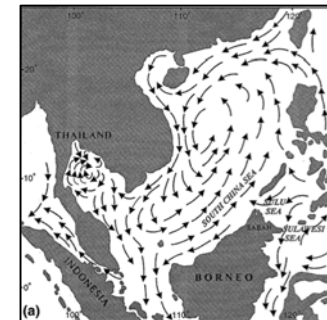 100°
110°
120°
20°
THAILAND
10°
SOUTH CHINA SEA
SULU
SEA
SABAH
SULAWESI
SEA
BORNEO
INDONESIA
0°
(a)
100°
110°
120°